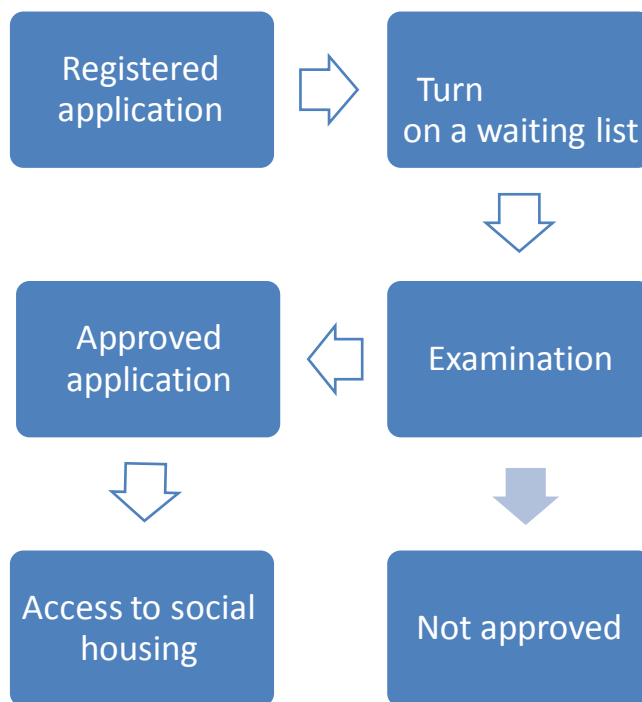 Registered
application
Turn
on a waiting list
Approved
application
Examination
Access to social
housing
Not approved